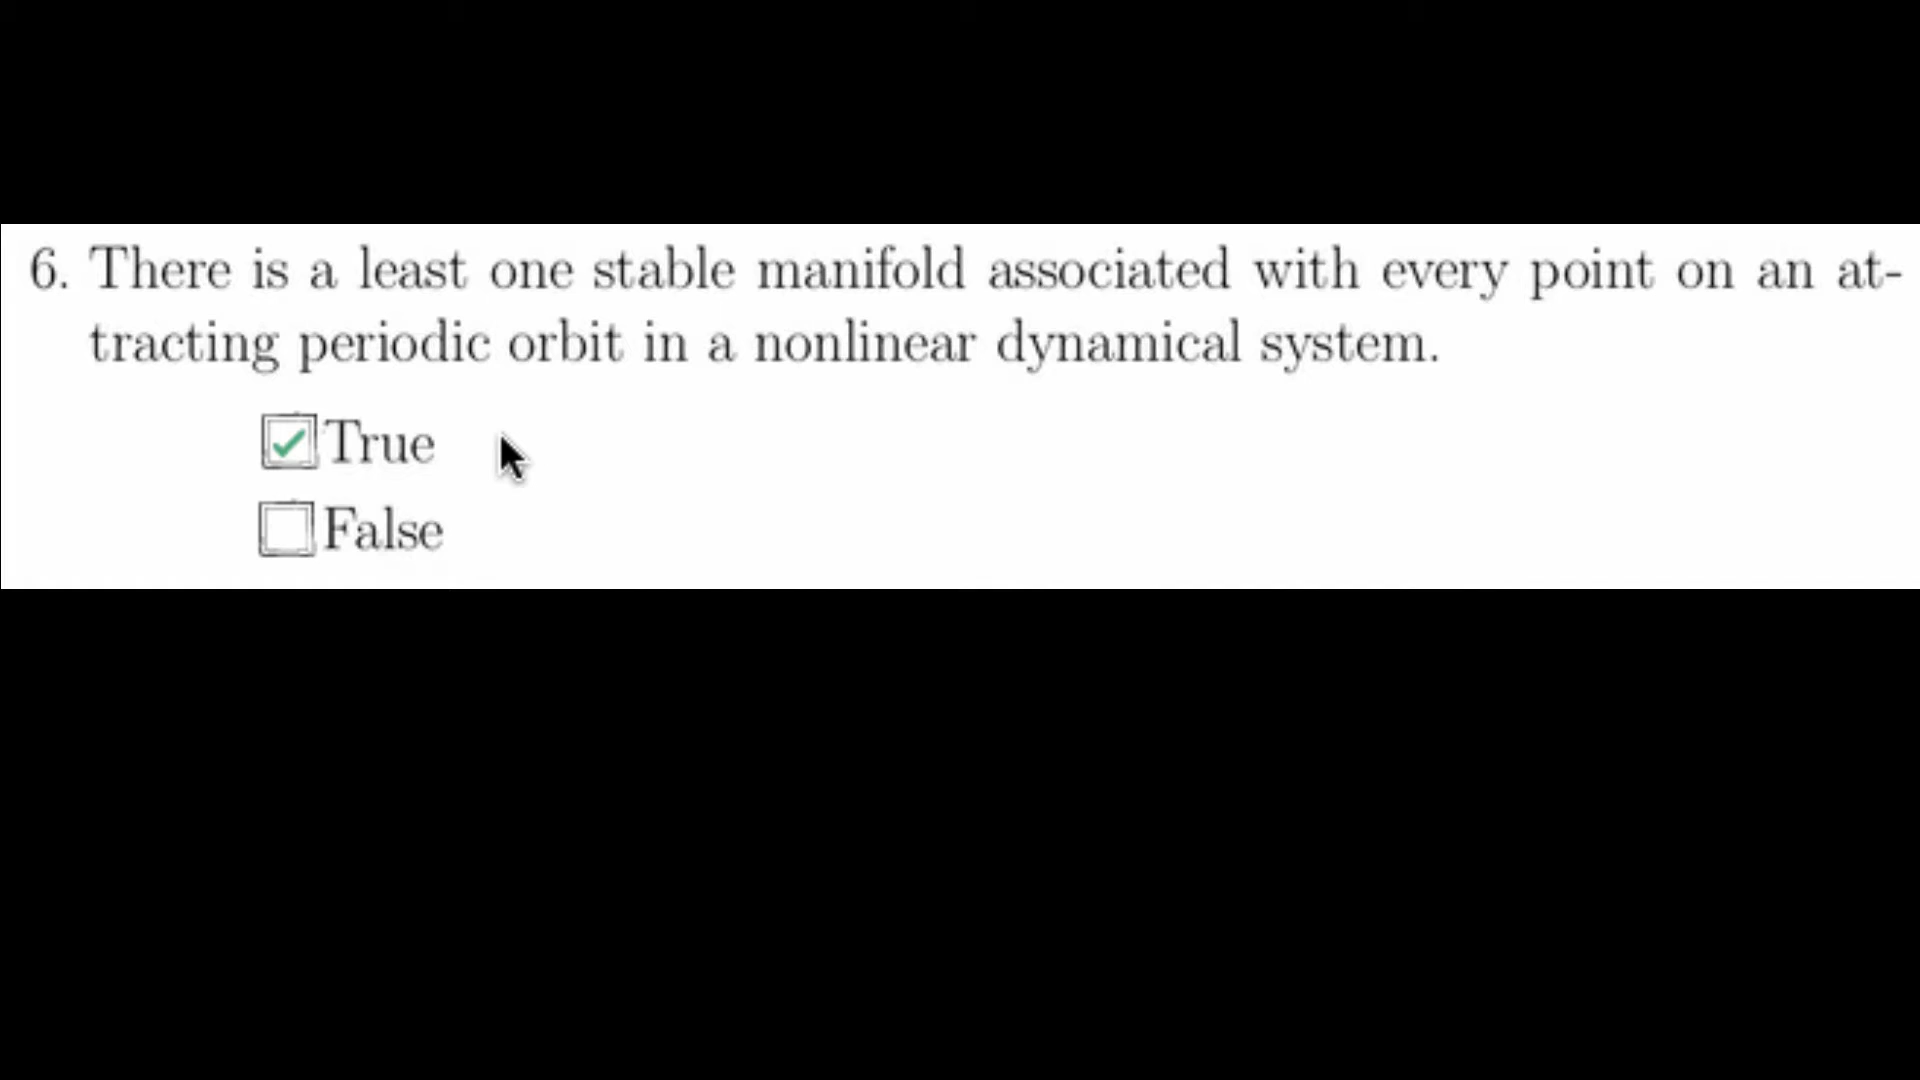 6. There is a least one stable manifold associated with every point on an at-
tracting periodic orbit in a nonlinear dynamical system.
True
False